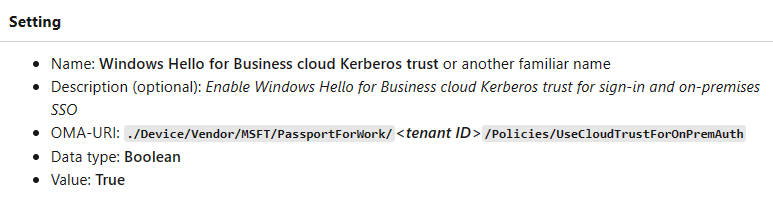 Setting
Name: Windows Hello for Business cloud Kerberos trust or another familiar name
Description (optional): Enable Windows Hello for Business cloud Kerberos trust for sign-in and on-premises
SSO
OMA-URI: ./Device/Vendor/MSFT/PassportForWork/<tenant ID>/Policies/UseCloudTrustForOnPremAuth
Data type: Boolean
Value: True